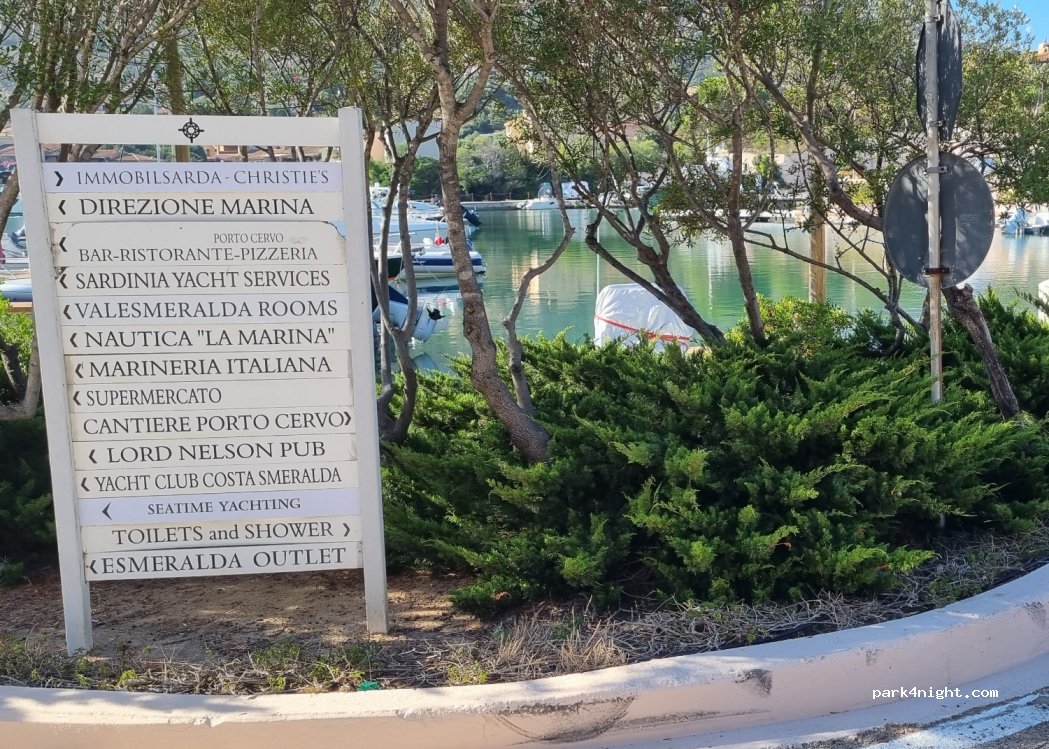 › IMMOBILSARDA - CHRISTIE'S
‹ DIREZIONE MARINA
PORTO CERVO
‹ BAR-RISTORANTE-PIZZERIA
‹ SARDINIA YACHT SERVICES
‹ VALESMERALDA ROOMS
‹ NAUTICA "LA MARINA"
‹ MARINERIA ITALIANA
‹ SUPERMERCATO
CANTIERE PORTO CERVO ›
‹ LORD NELSON PUB
‹ YACHT CLUB COSTA SMERALDA
‹ SEATIME YACHTING
TOILETS and SHOWER ›
‹ ESMERALDA OUTLET
park4night.com